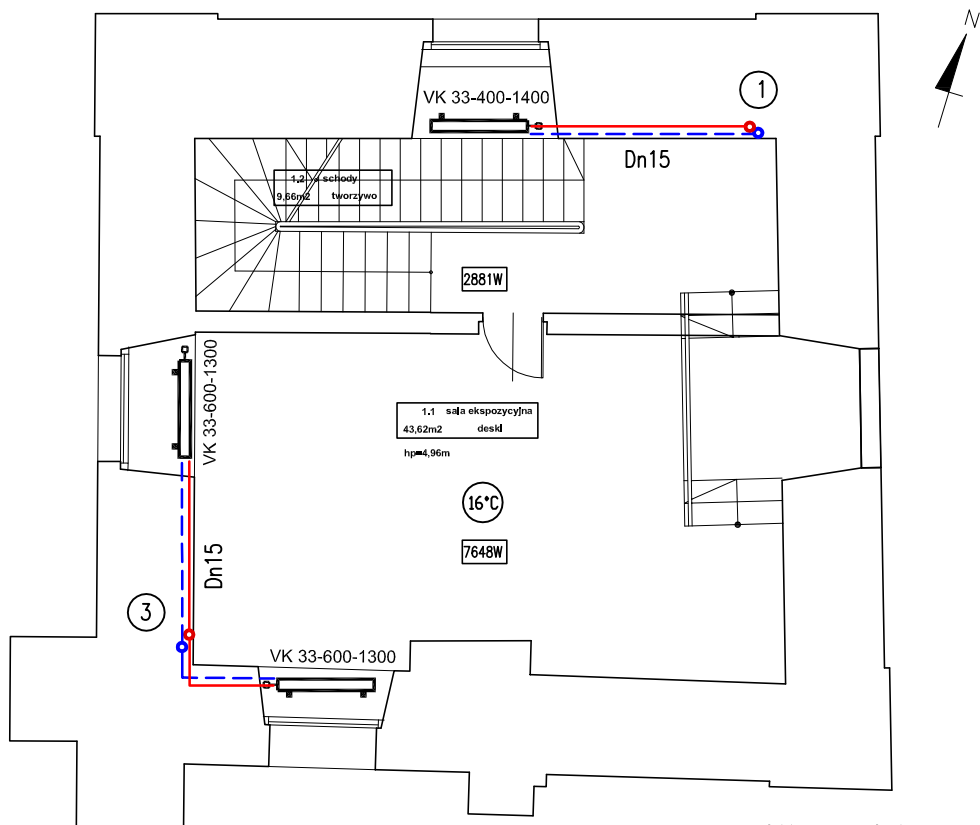 N
1
VK 33-400-1400
Dn15
1.2 schody
9,66m2 tworzywo
2881W
VK 33-600-1300
1.1 sala ekspozycyjna
43,62m2 deski
hp=4,96m
16°C
7648W
Dn15
3
VK 33-600-1300